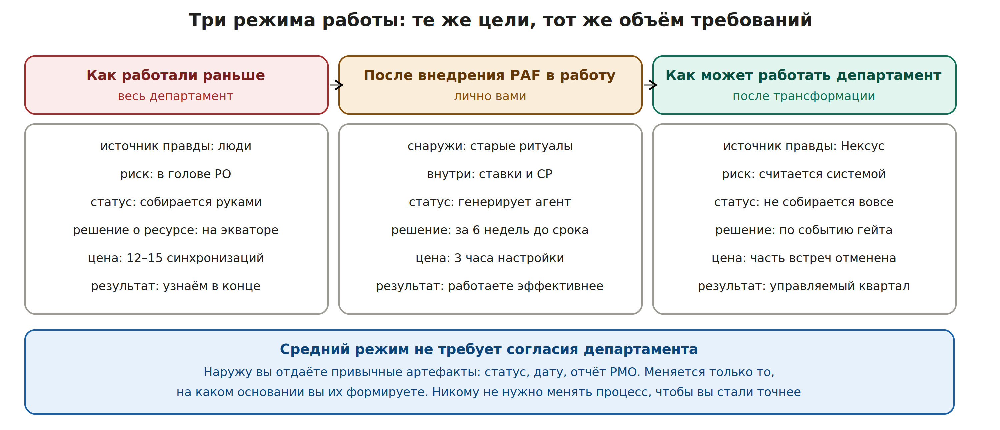 Три режима работы: те же цели, тот же объём требований
Как работали раньше
весь департамент
После внедрения PAF в работу
лично вами
Как может работать департамент
после трансформации
источник правды: люди
риск: в голове PO
статус: собирается руками
решение о ресурсе: на экваторе
цена: 12–15 синхронизаций
результат: узнаём в конце
снаружи: старые ритуалы
внутри: ставки и CP
статус: генерирует агент
решение: за 6 недель до срока
цена: 3 часа настройки
результат: работаете эффективнее
источник правды: Нексус
риск: считается системой
статус: не собирается вовсе
решение: по событию гейта
цена: часть встреч отменена
результат: управляемый квартал
Средний режим не требует согласия департамента
Наружу вы отдаёте привычные артефакты: статус, дату, отчёт PMO. Меняется только то,
на каком основании вы их формируете. Никому не нужно менять процесс, чтобы вы стали точнее